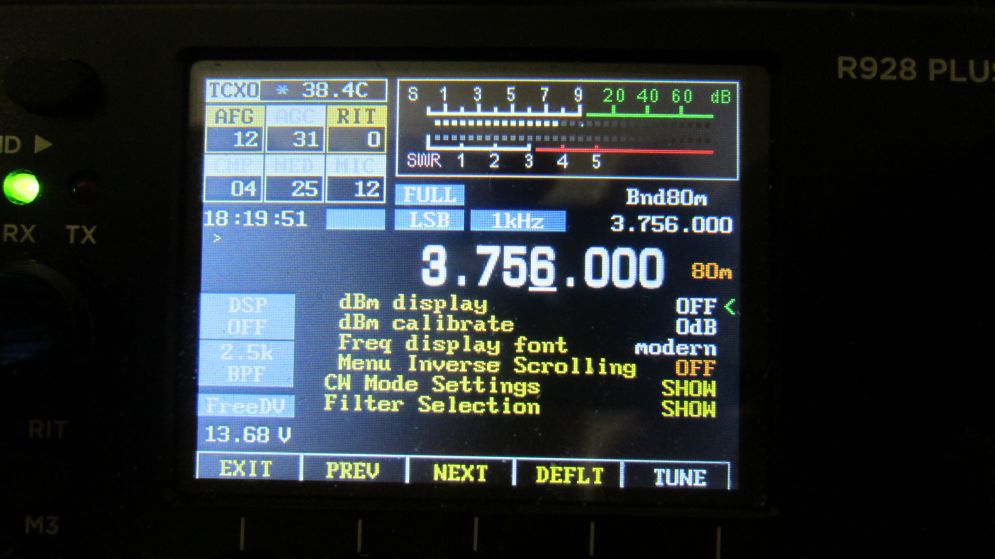 R928 PLUS
TCXO * 38.4C
AFG AGC RIT
12 31 0
CMP MED MIC
04 25 12
S 1 3 5 7 9 20 40 60 dB
SWR 1 2 3 4 5
ND ▶
RX TX
FULL Bnd80m
18:19:51 LSB 1kHz 3.756.000
>
3.756.000 80m
DSP
OFF
2.5k
BPF
FreeDV
13.68 V
dBm display OFF <
dBm calibrate 0dB
Freq display font modern
Menu Inverse Scrolling OFF
CW Mode Settings SHOW
Filter Selection SHOW
RIT
EXIT PREV NEXT DEFLT TUNE
M3